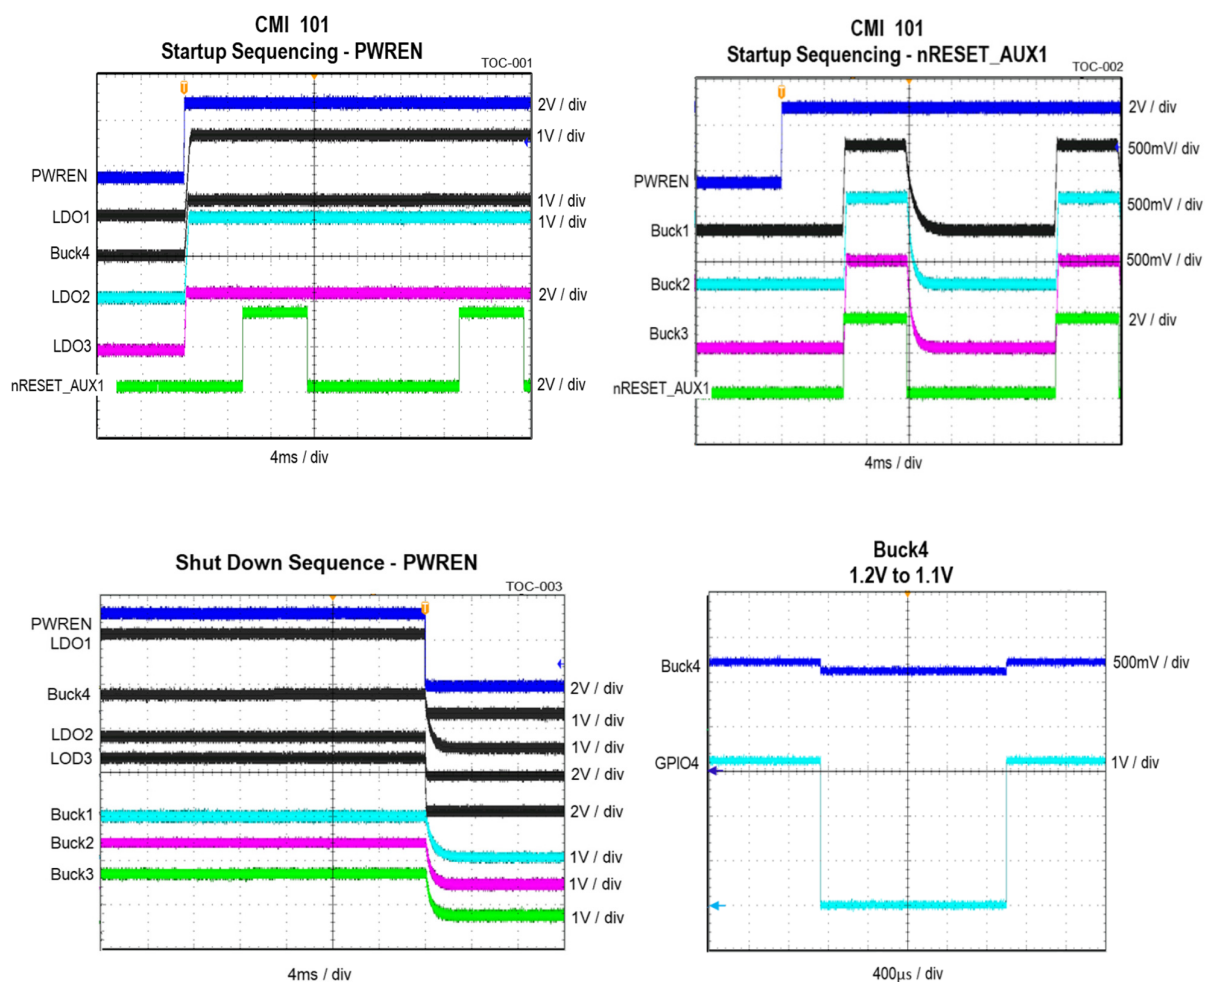 CMI 101
Startup Sequencing - PWREN
TOC-001
T
2V / div
1V / div
PWREN
LDO1
1V / div
1V / div
Buck4
LDO2
2V / div
LDO3
nRESET_AUX1
2V / div
4ms / div
CMI 101
Startup Sequencing - nRESET_AUX1
TOC-002
T
2V / div
500mV/ div
PWREN
500mV / div
Buck1
500mV / div
Buck2
2V / div
Buck3
nRESET_AUX1
4ms / div
Shut Down Sequence - PWREN
TOC-003
T
PWREN
LDO1
Buck4
2V / div
1V / div
LDO2
1V / div
LOD3
2V / div
Buck1
2V / div
Buck2
1V / div
Buck3
1V / div
1V / div
4ms / div
Buck4
1.2V to 1.1V
Buck4
500mV / div
GPIO4
1V / div
400µs / div